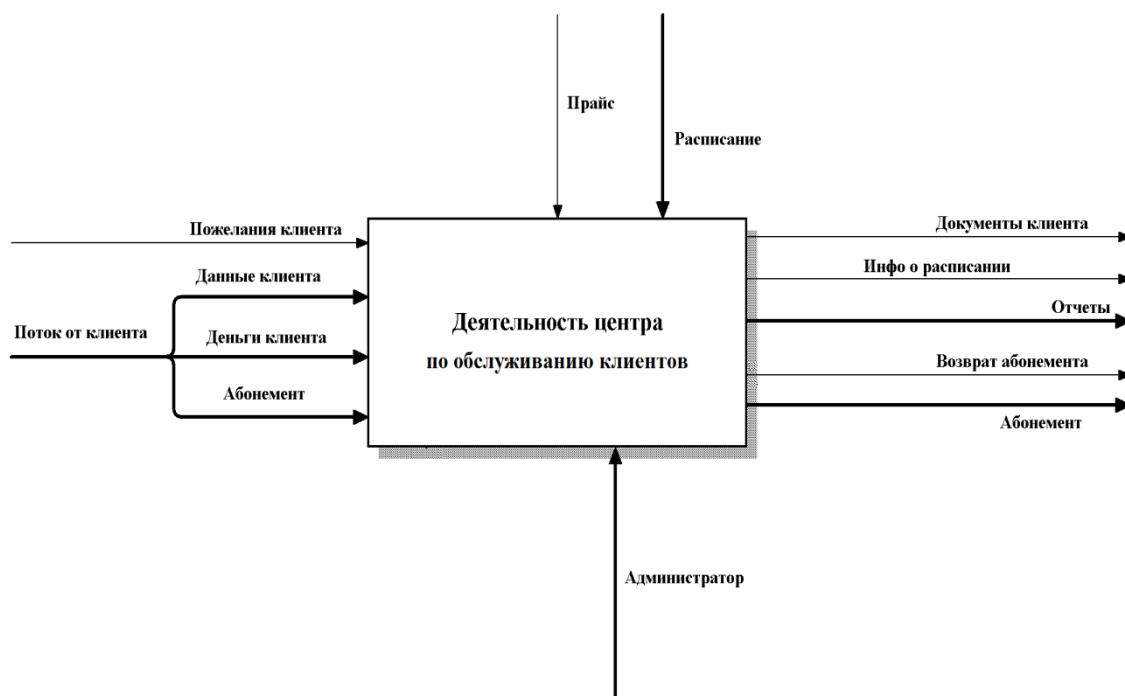 Прайс
Расписание
Пожелания клиента
Данные клиента
Поток от клиента
Деньги клиента
Абонемент
Деятельность центра
по обслуживанию клиентов
Документы клиента
Инфо о расписании
Отчеты
Возврат абонемента
Абонемент
Администратор